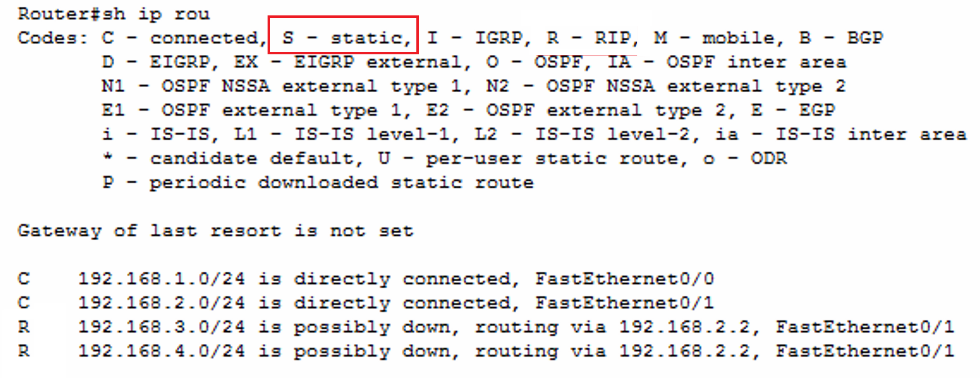 Router#sh ip rou
Codes: C - connected, S - static, I - IGRP, R - RIP, M - mobile, B - BGP
D - EIGRP, EX - EIGRP external, O - OSPF, IA - OSPF inter area
N1 - OSPF NSSA external type 1, N2 - OSPF NSSA external type 2
E1 - OSPF external type 1, E2 - OSPF external type 2, E - EGP
i - IS-IS, L1 - IS-IS level-1, L2 - IS-IS level-2, ia - IS-IS inter area
* - candidate default, U - per-user static route, o - ODR
P - periodic downloaded static route
Gateway of last resort is not set
C 192.168.1.0/24 is directly connected, FastEthernet0/0
C 192.168.2.0/24 is directly connected, FastEthernet0/1
R 192.168.3.0/24 is possibly down, routing via 192.168.2.2, FastEthernet0/1
R 192.168.4.0/24 is possibly down, routing via 192.168.2.2, FastEthernet0/1